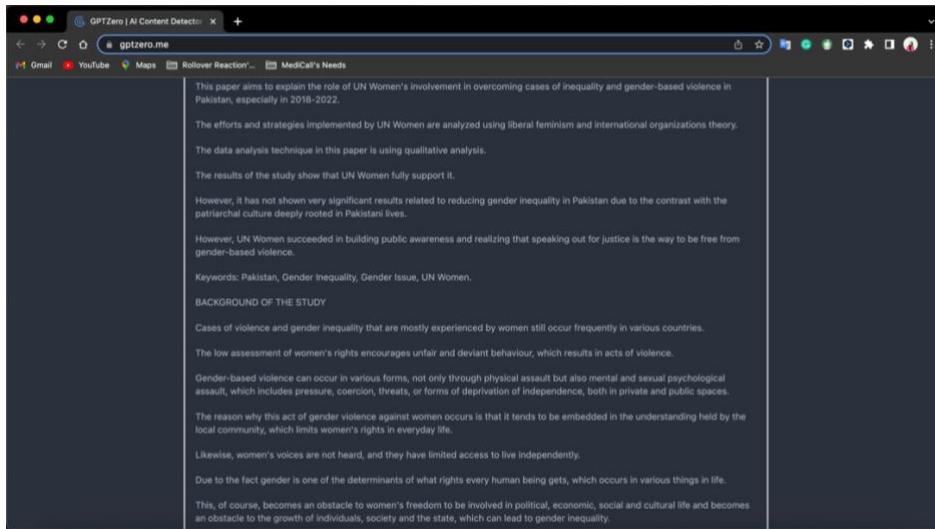 GPTZero | AI Content Detector
gptzero.me
Gmail YouTube Maps Rollover Reaction'... MediCall's Needs
This paper aims to explain the role of UN Women's involvement in overcoming cases of inequality and gender-based violence in
Pakistan, especially in 2018-2022.
The efforts and strategies implemented by UN Women are analyzed using liberal feminism and international organizations theory.
The data analysis technique in this paper is using qualitative analysis.
The results of the study show that UN Women fully support it.
However, it has not shown very significant results related to reducing gender inequality in Pakistan due to the contrast with the
patriarchal culture deeply rooted in Pakistani lives.
However, UN Women succeeded in building public awareness and realizing that speaking out for justice is the way to be free from
gender-based violence.
Keywords: Pakistan, Gender Inequality, Gender Issue, UN Women.
BACKGROUND OF THE STUDY
Cases of violence and gender inequality that are mostly experienced by women still occur frequently in various countries.
The low assessment of women's rights encourages unfair and deviant behaviour, which results in acts of violence.
Gender-based violence can occur in various forms, not only through physical assault but also mental and sexual psychological
assault, which includes pressure, coercion, threats, or forms of deprivation of independence, both in private and public spaces.
The reason why this act of gender violence against women occurs is that it tends to be embedded in the understanding held by the
local community, which limits women's rights in everyday life.
Likewise, women's voices are not heard, and they have limited access to live independently.
Due to the fact gender is one of the determinants of what rights every human being gets, which occurs in various things in life.
This, of course, becomes an obstacle to women's freedom to be involved in political, economic, social and cultural life and becomes
an obstacle to the growth of individuals, society and the state, which can lead to gender inequality.